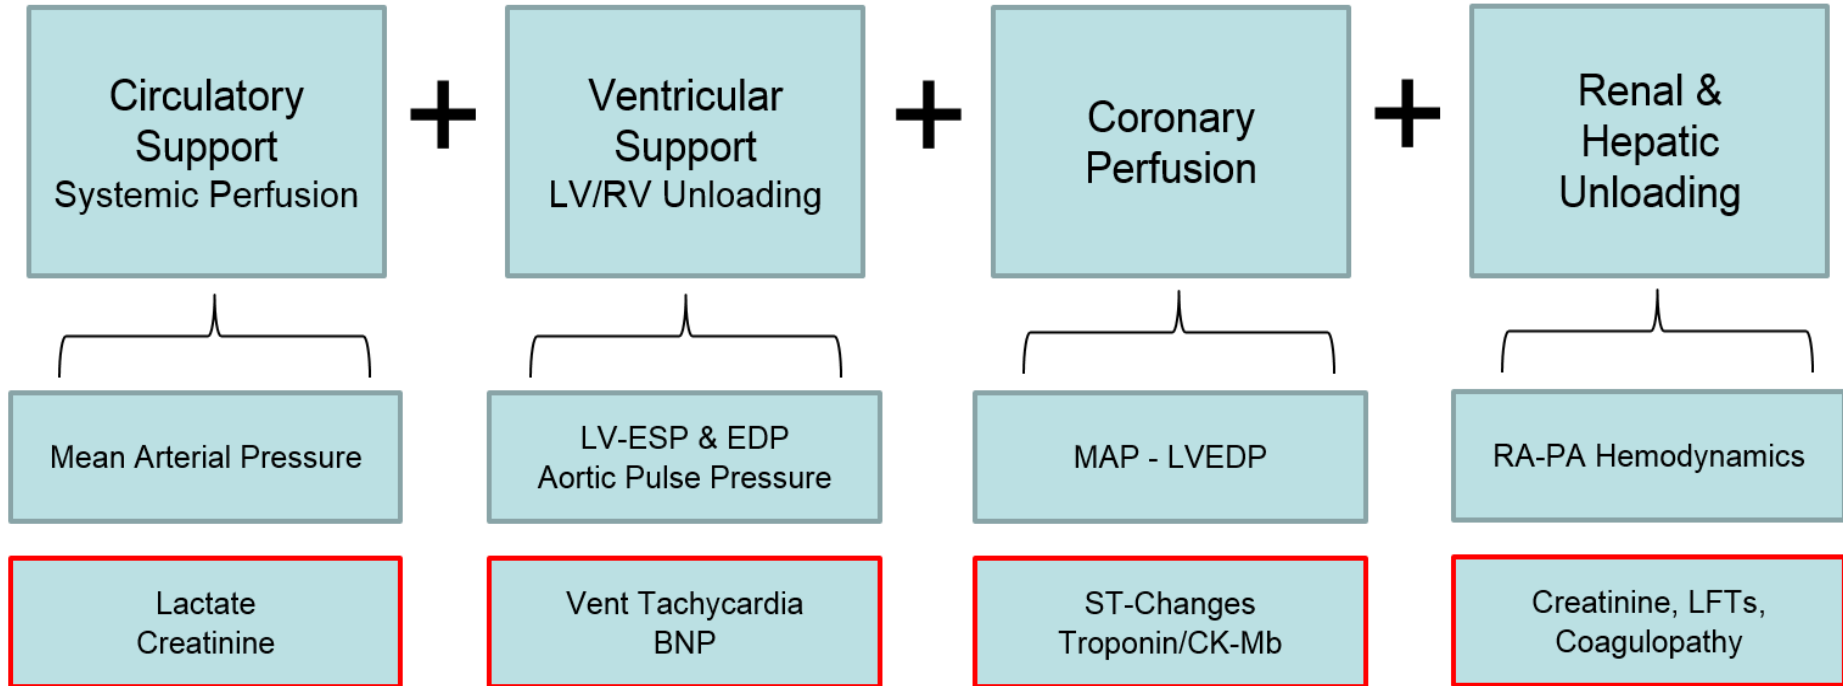 Circulatory
Support
Systemic Perfusion
+
Ventricular
Support
LV/RV Unloading
+
Coronary
Perfusion
+
Renal &
Hepatic
Unloading
Mean Arterial Pressure
LV-ESP & EDP
Aortic Pulse Pressure
MAP - LVEDP
RA-PA Hemodynamics
Lactate
Creatinine
Vent Tachycardia
BNP
ST-Changes
Troponin/CK-Mb
Creatinine, LFTs,
Coagulopathy